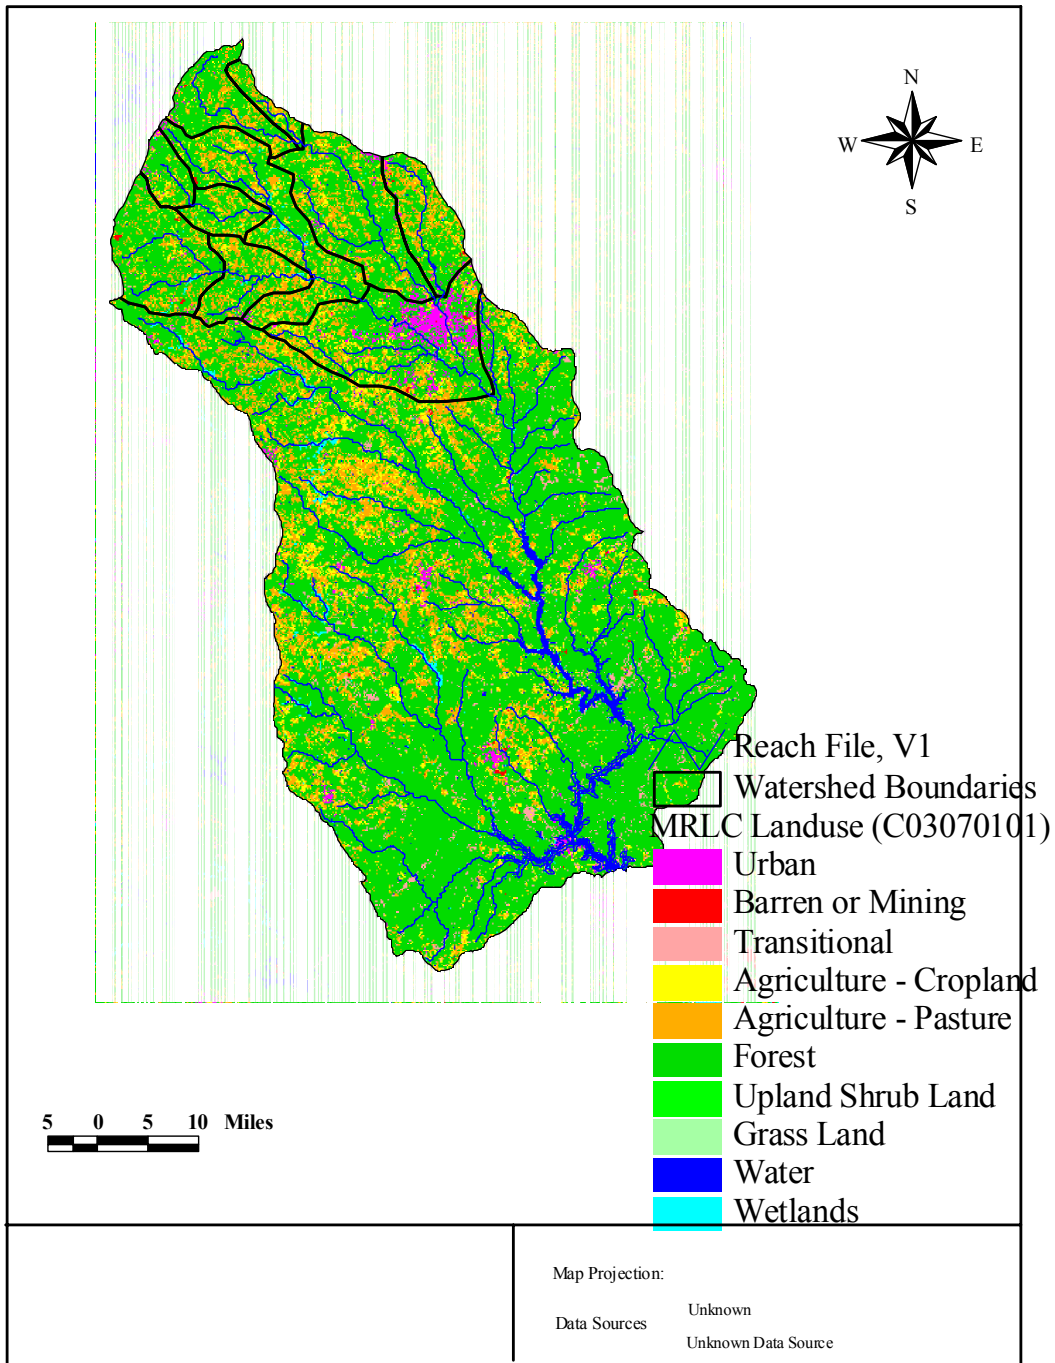 N
W E
S
Reach File, V1
Watershed Boundaries
MRLC Landuse (C03070101)
Urban
Barren or Mining
Transitional
Agriculture - Cropland
Agriculture - Pasture
Forest
Upland Shrub Land
Grass Land
Water
Wetlands
5 0 5 10 Miles
Map Projection:
Unknown
Data Sources
Unknown Data Source